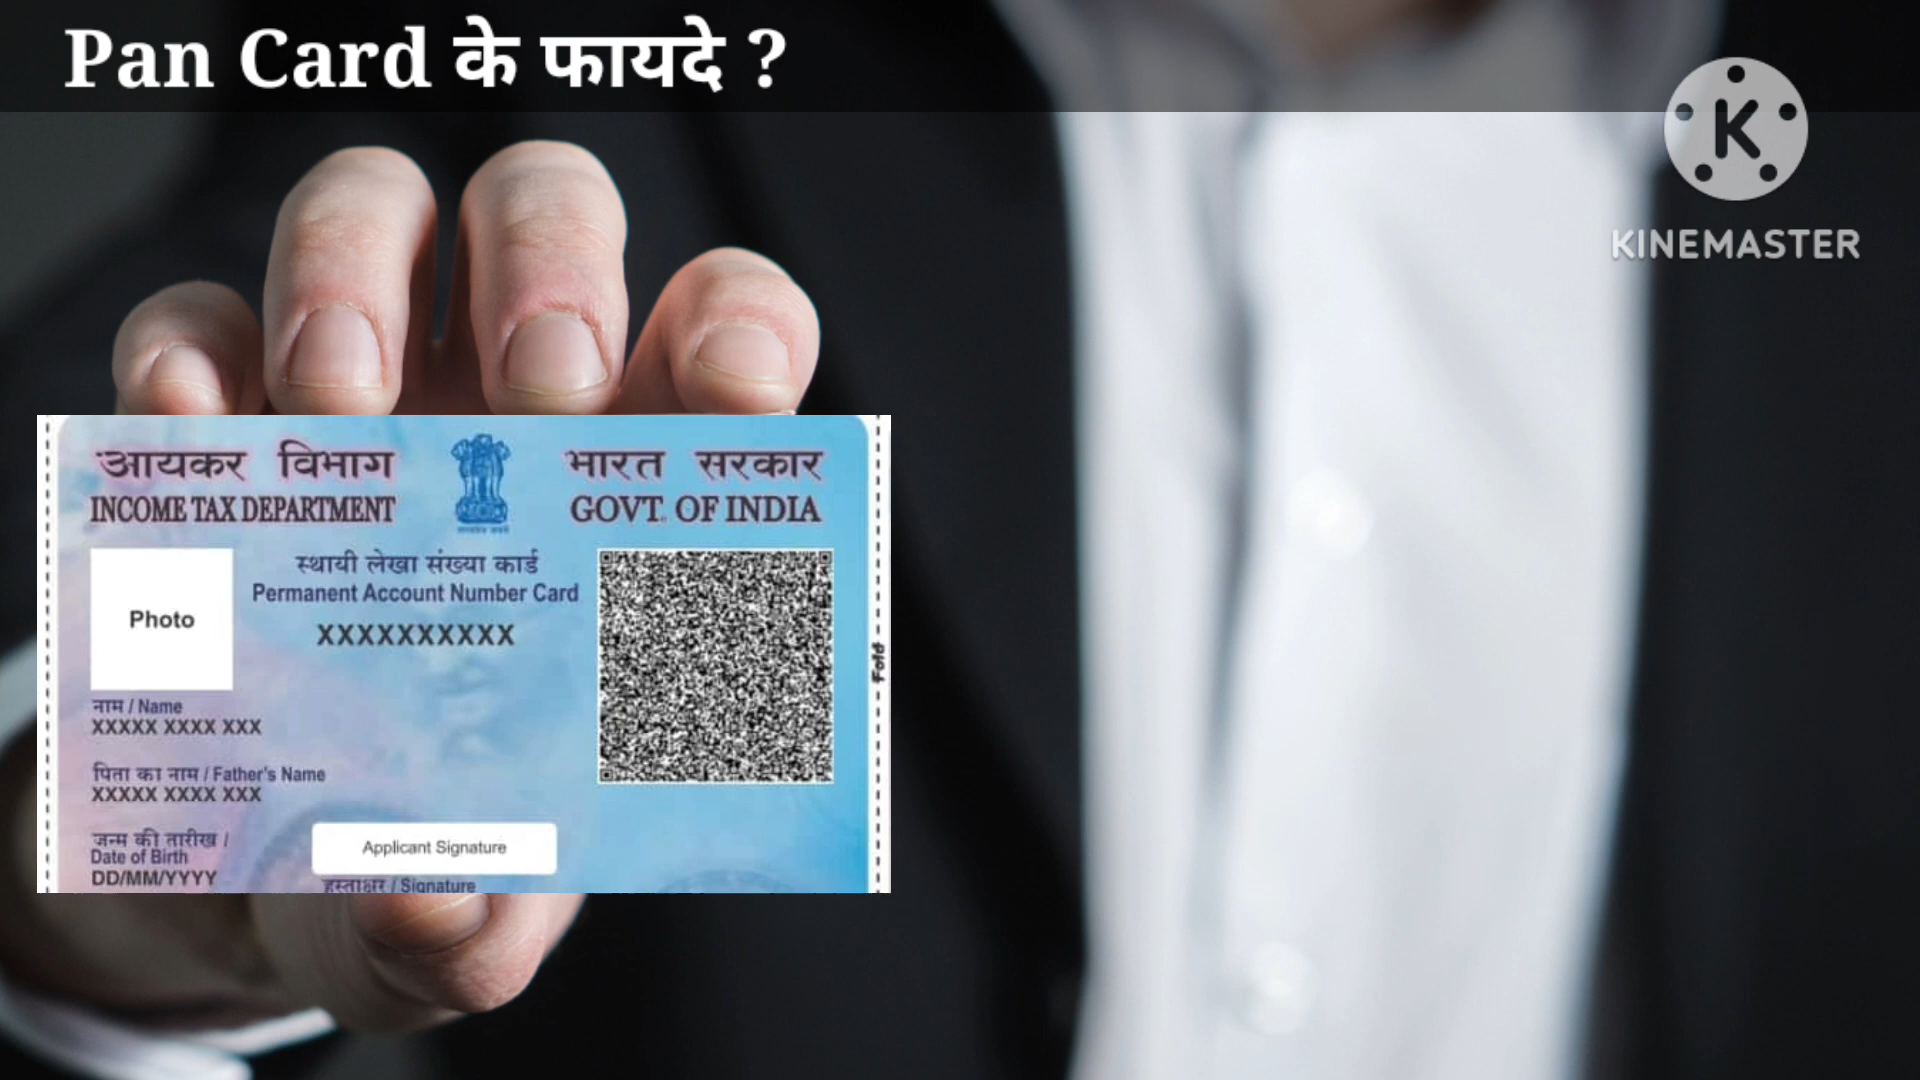 Pan Card के फायदे ?
K
KINEMASTER
आयकर विभाग
INCOME TAX DEPARTMENT
भारत सरकार
GOVT. OF INDIA
स्थायी लेखा संख्या कार्ड
Permanent Account Number Card
XXXXXXXXXX
Photo
Fold
नाम / Name
XXXXX XXXX XXX
पिता का नाम / Father's Name
XXXXX XXXX XXX
जन्म की तारीख /
Date of Birth
DD/MM/YYYY
Applicant Signature
हस्ताक्षर / Signature